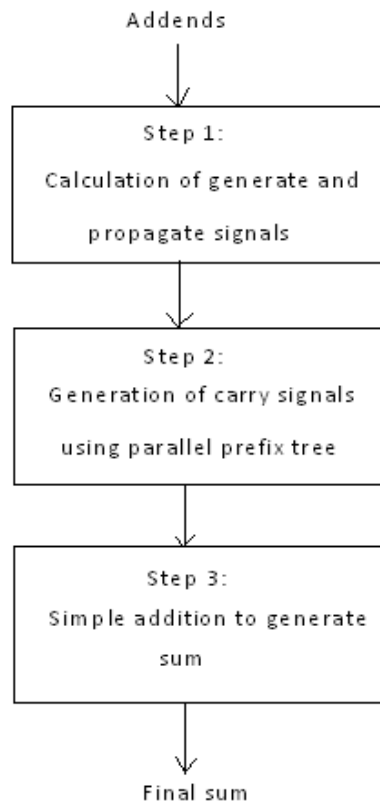 Addends
Step 1:
Calculation of generate and
propagate signals
Step 2:
Generation of carry signals
using parallel prefix tree
Step 3:
Simple addition to generate
sum
Final sum